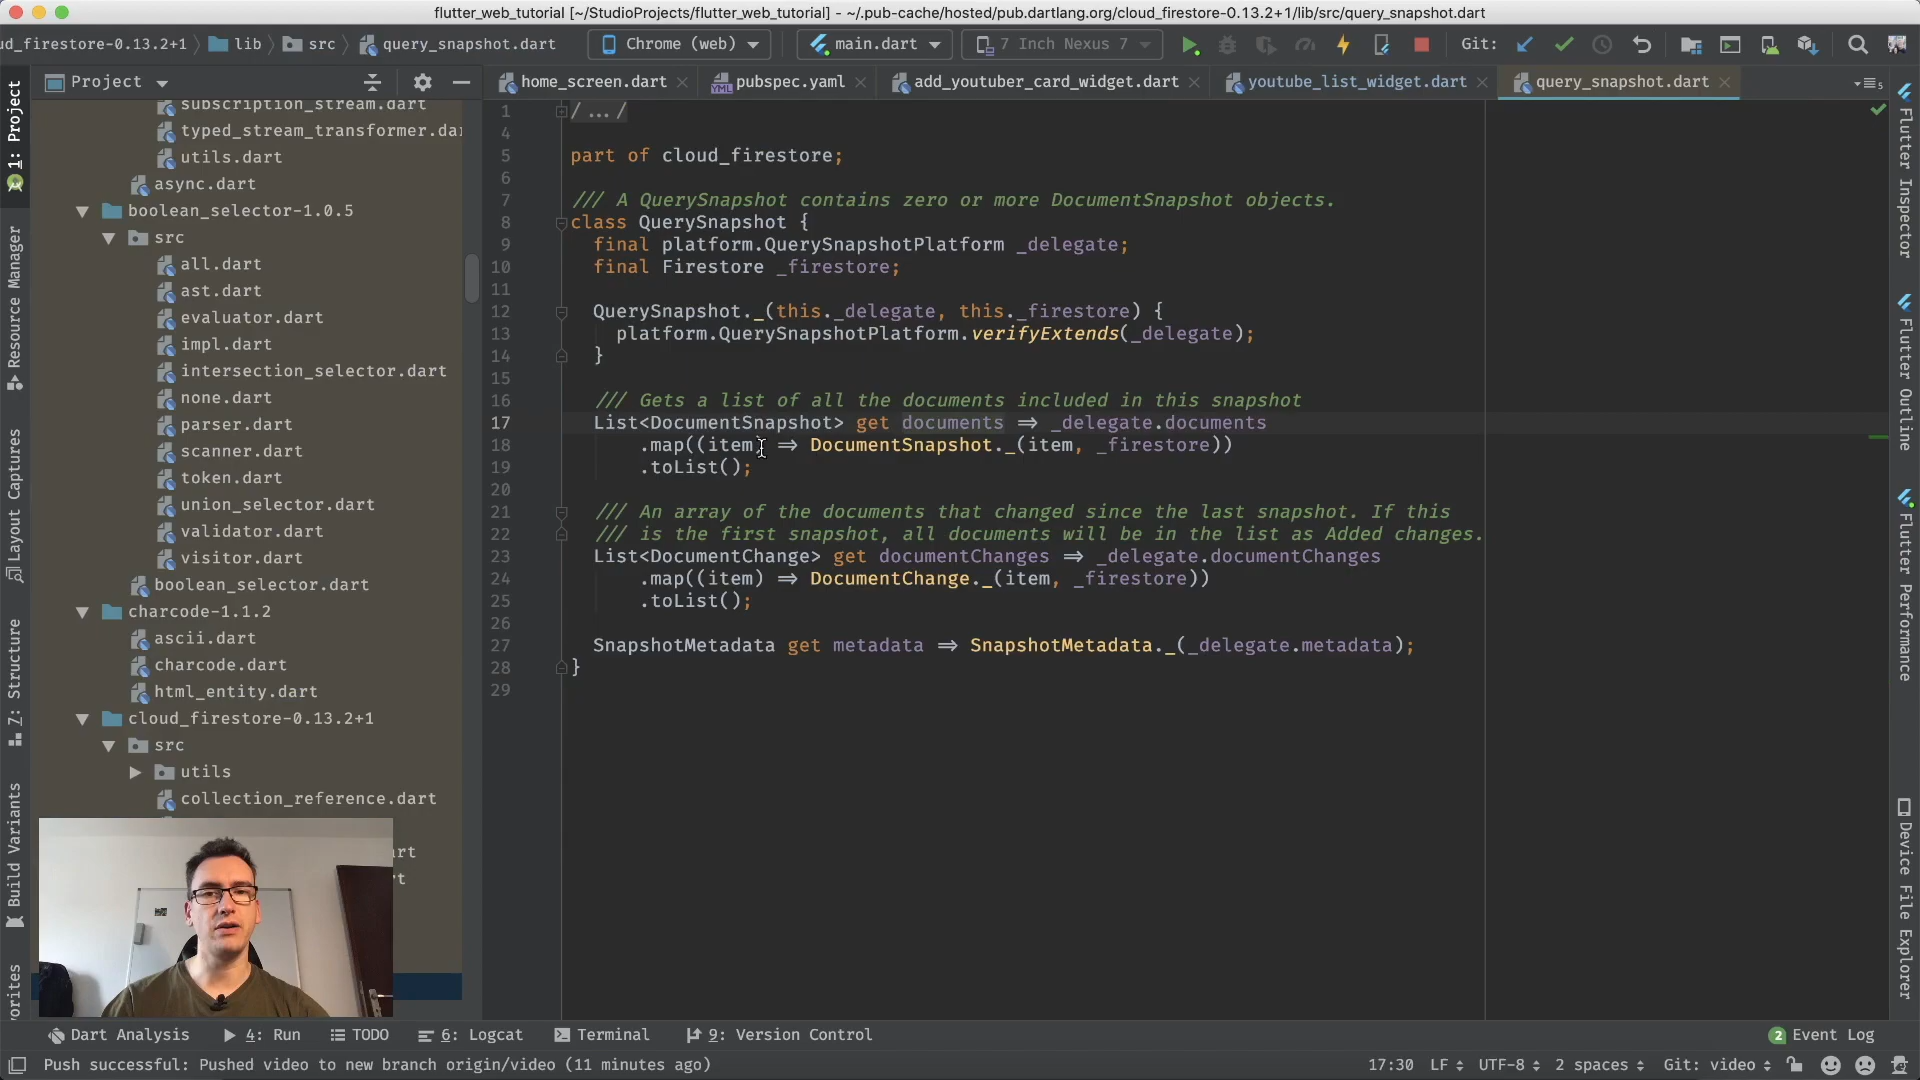 flutter_web_tutorial [~/StudioProjects/flutter_web_tutorial] - ~/.pub-cache/hosted/pub.dartlang.org/cloud_firestore-0.13.2+1/lib/src/query_snapshot.dart
d_firestore-0.13.2+1 lib src query_snapshot.dart Chrome (web) main.dart 7 Inch Nexus 7 Git:
Project
home_screen.dart pubspec.yaml add_youtuber_card_widget.dart youtube_list_widget.dart query_snapshot.dart
1: Project
Resource Manager
Layout Captures
7: Structure
Build Variants
orites
subscription_stream.dart
typed_stream_transformer.da
utils.dart
async.dart
boolean_selector-1.0.5
src
all.dart
ast.dart
evaluator.dart
impl.dart
intersection_selector.dart
none.dart
parser.dart
scanner.dart
token.dart
union_selector.dart
validator.dart
visitor.dart
boolean_selector.dart
charcode-1.1.2
ascii.dart
charcode.dart
html_entity.dart
cloud_firestore-0.13.2+1
src
utils
collection_reference.dart
rt
t
1 /.../
4
5 part of cloud_firestore;
6
7 /// A QuerySnapshot contains zero or more DocumentSnapshot objects.
8 class QuerySnapshot {
9 final platform.QuerySnapshotPlatform _delegate;
10 final Firestore _firestore;
11
12 QuerySnapshot._(this._delegate, this._firestore) {
13 platform.QuerySnapshotPlatform.verifyExtends(_delegate);
14 }
15
16 /// Gets a list of all the documents included in this snapshot
17 List<DocumentSnapshot> get documents => _delegate.documents
18 .map((item) => DocumentSnapshot._(item, _firestore))
19 .toList();
20
21 /// An array of the documents that changed since the last snapshot. If this
22 /// is the first snapshot, all documents will be in the list as Added changes.
23 List<DocumentChange> get documentChanges => _delegate.documentChanges
24 .map((item) => DocumentChange._(item, _firestore))
25 .toList();
26
27 SnapshotMetadata get metadata => SnapshotMetadata._(_delegate.metadata);
28 }
29
Flutter Inspector
Flutter Outline
Flutter Performance
Device File Explorer
Dart Analysis 4: Run TODO 6: Logcat Terminal 9: Version Control 2 Event Log
Push successful: Pushed video to new branch origin/video (11 minutes ago) 17:30 LF UTF-8 2 spaces Git: video